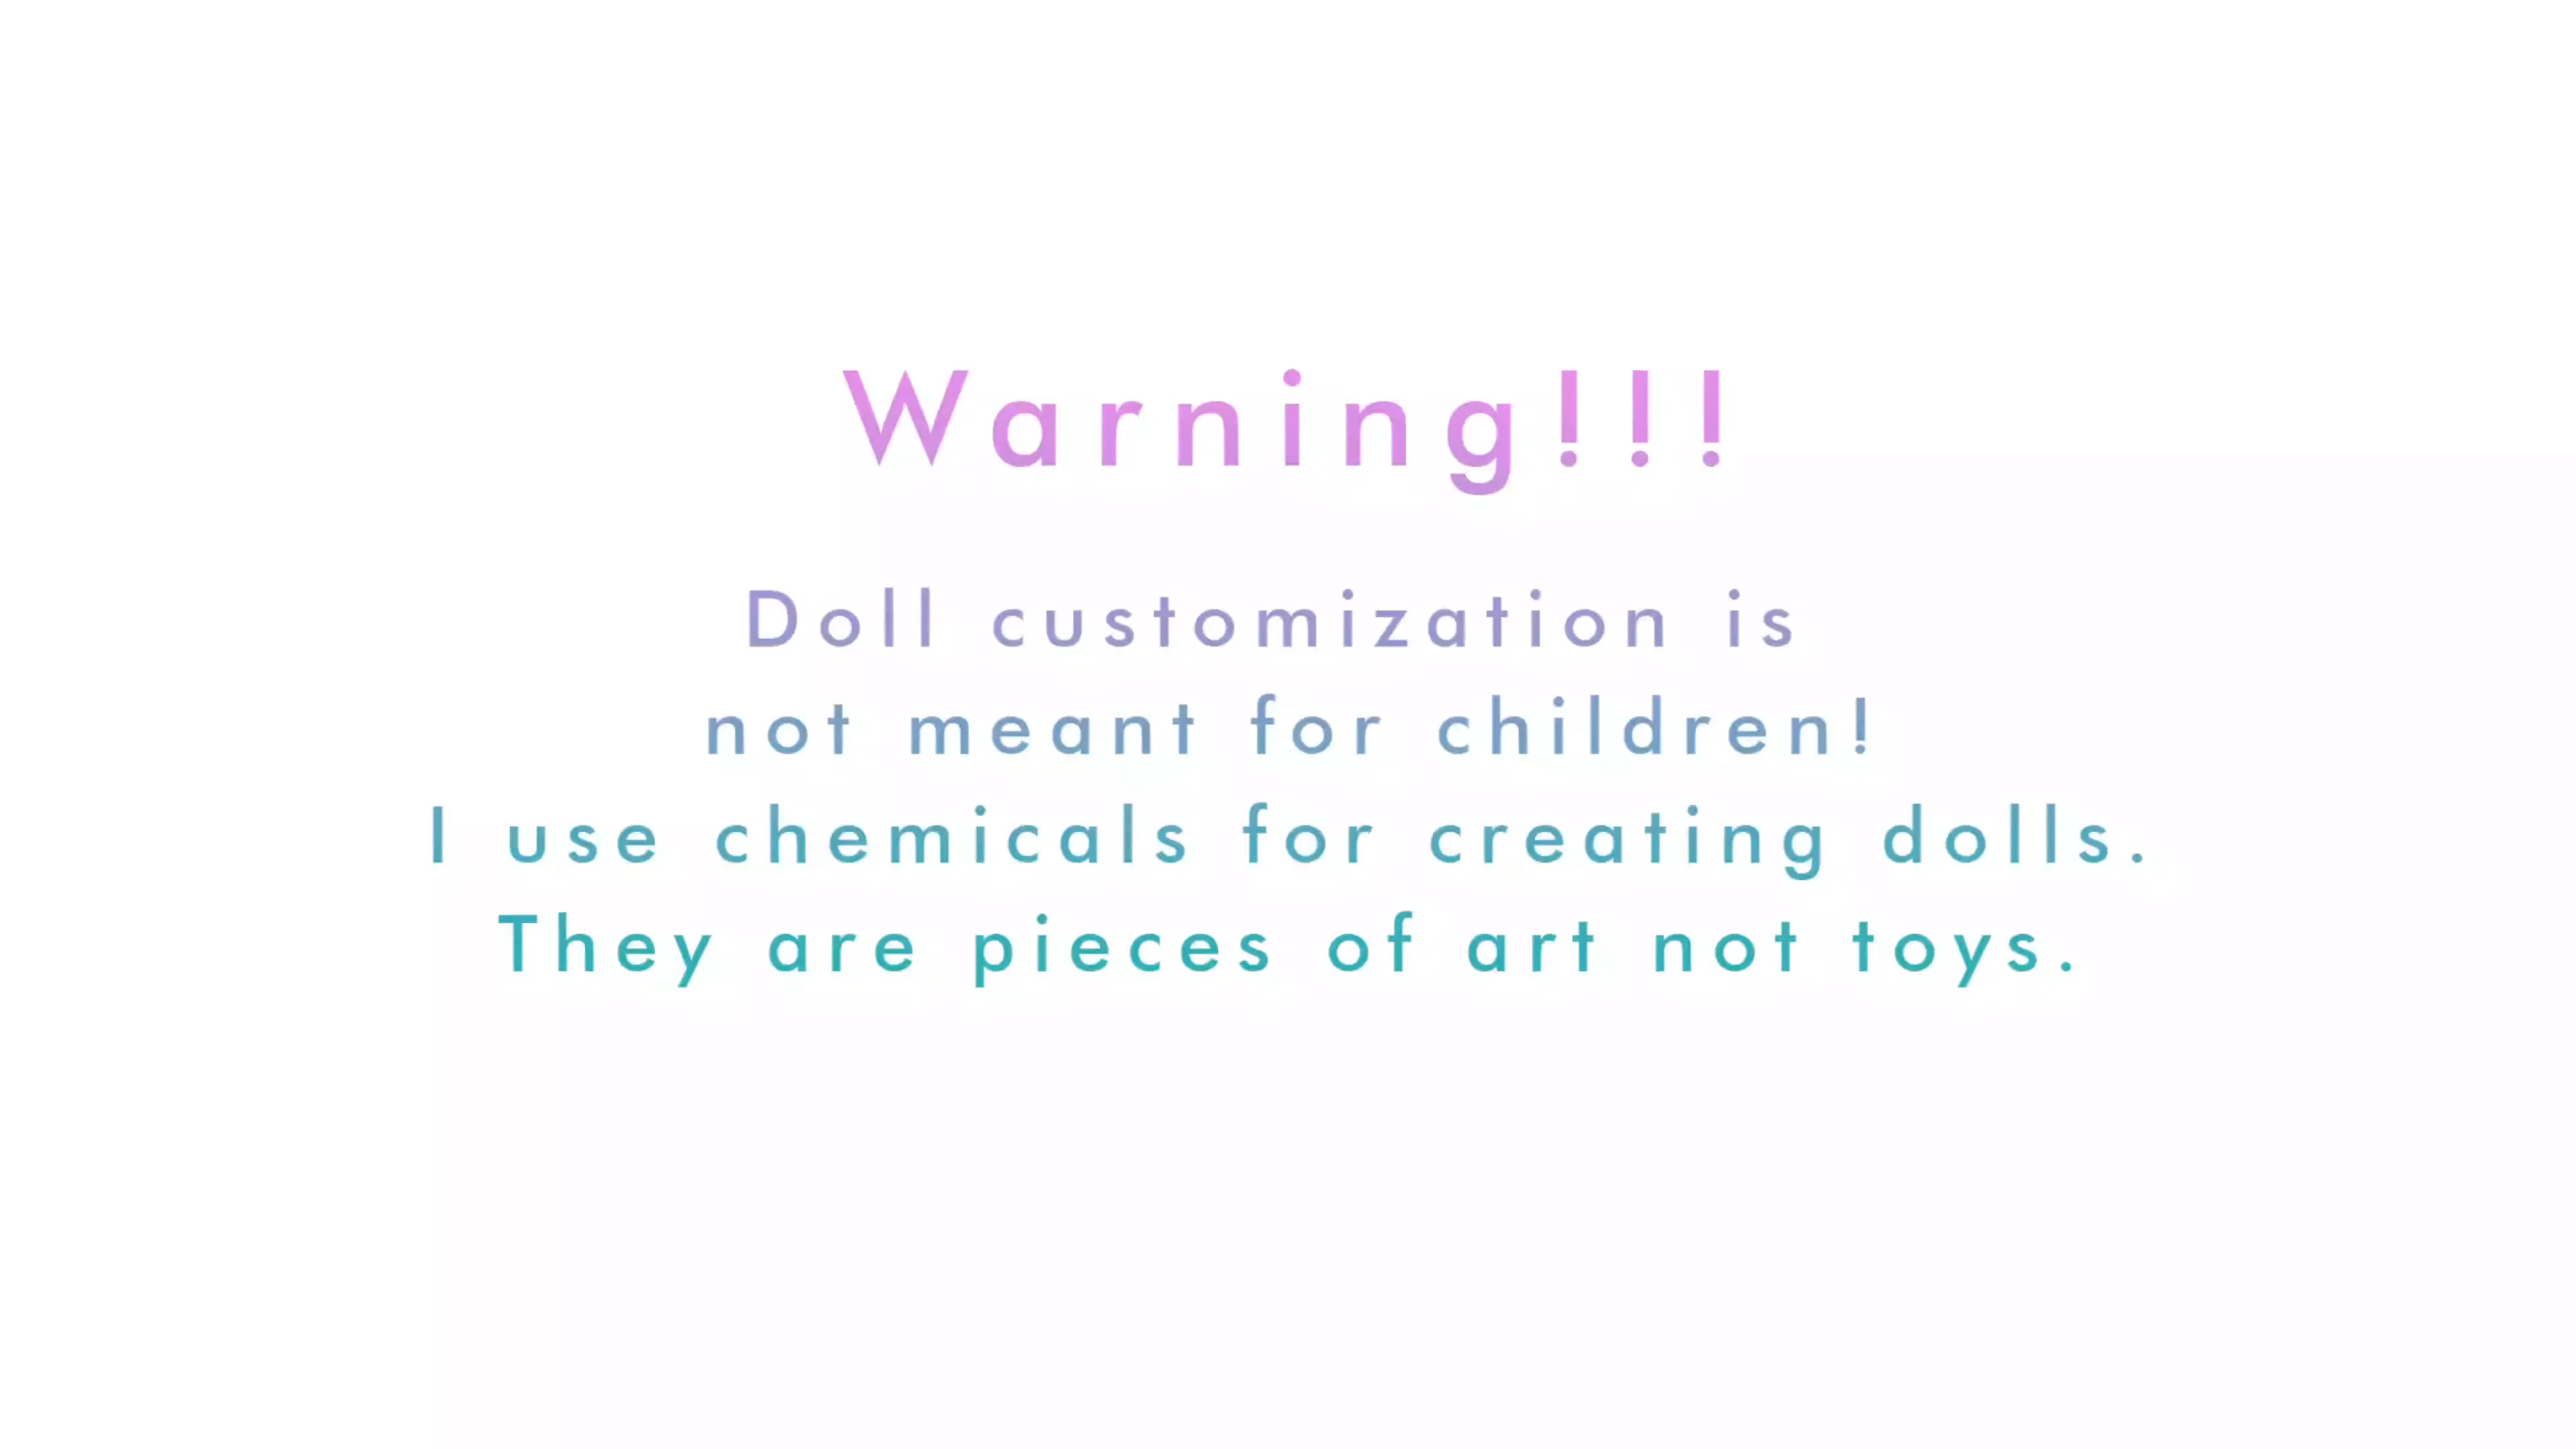 Warning!!!
Doll customization is
not meant for children!
I use chemicals for creating dolls.
They are pieces of art not toys.